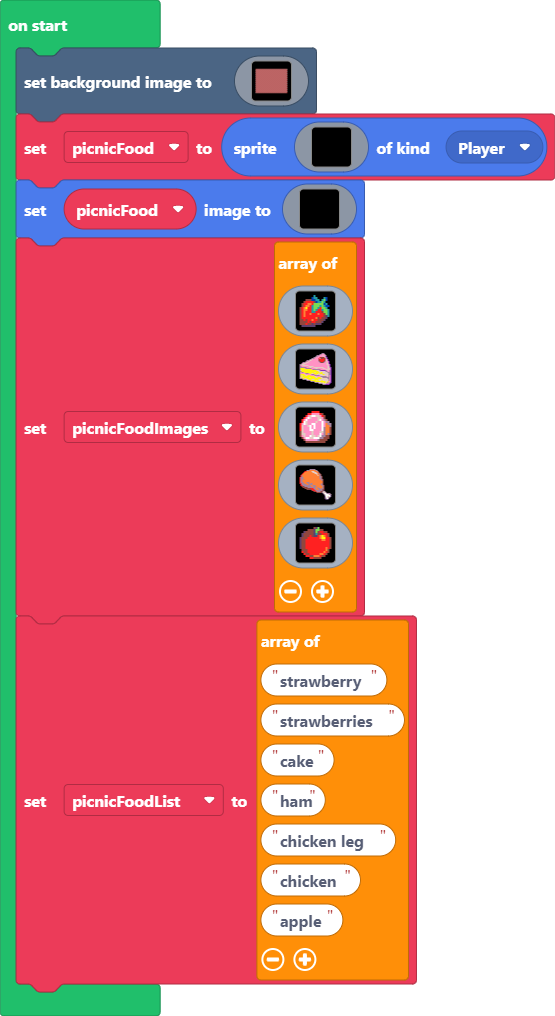 on start
set background image to
set picnicFood to sprite of kind Player
set picnicFood image to
array of
set picnicFoodImages to
array of
"strawberry "
"strawberries "
"cake "
"ham"
set picnicFoodList to
"chicken leg "
"chicken "
"apple "